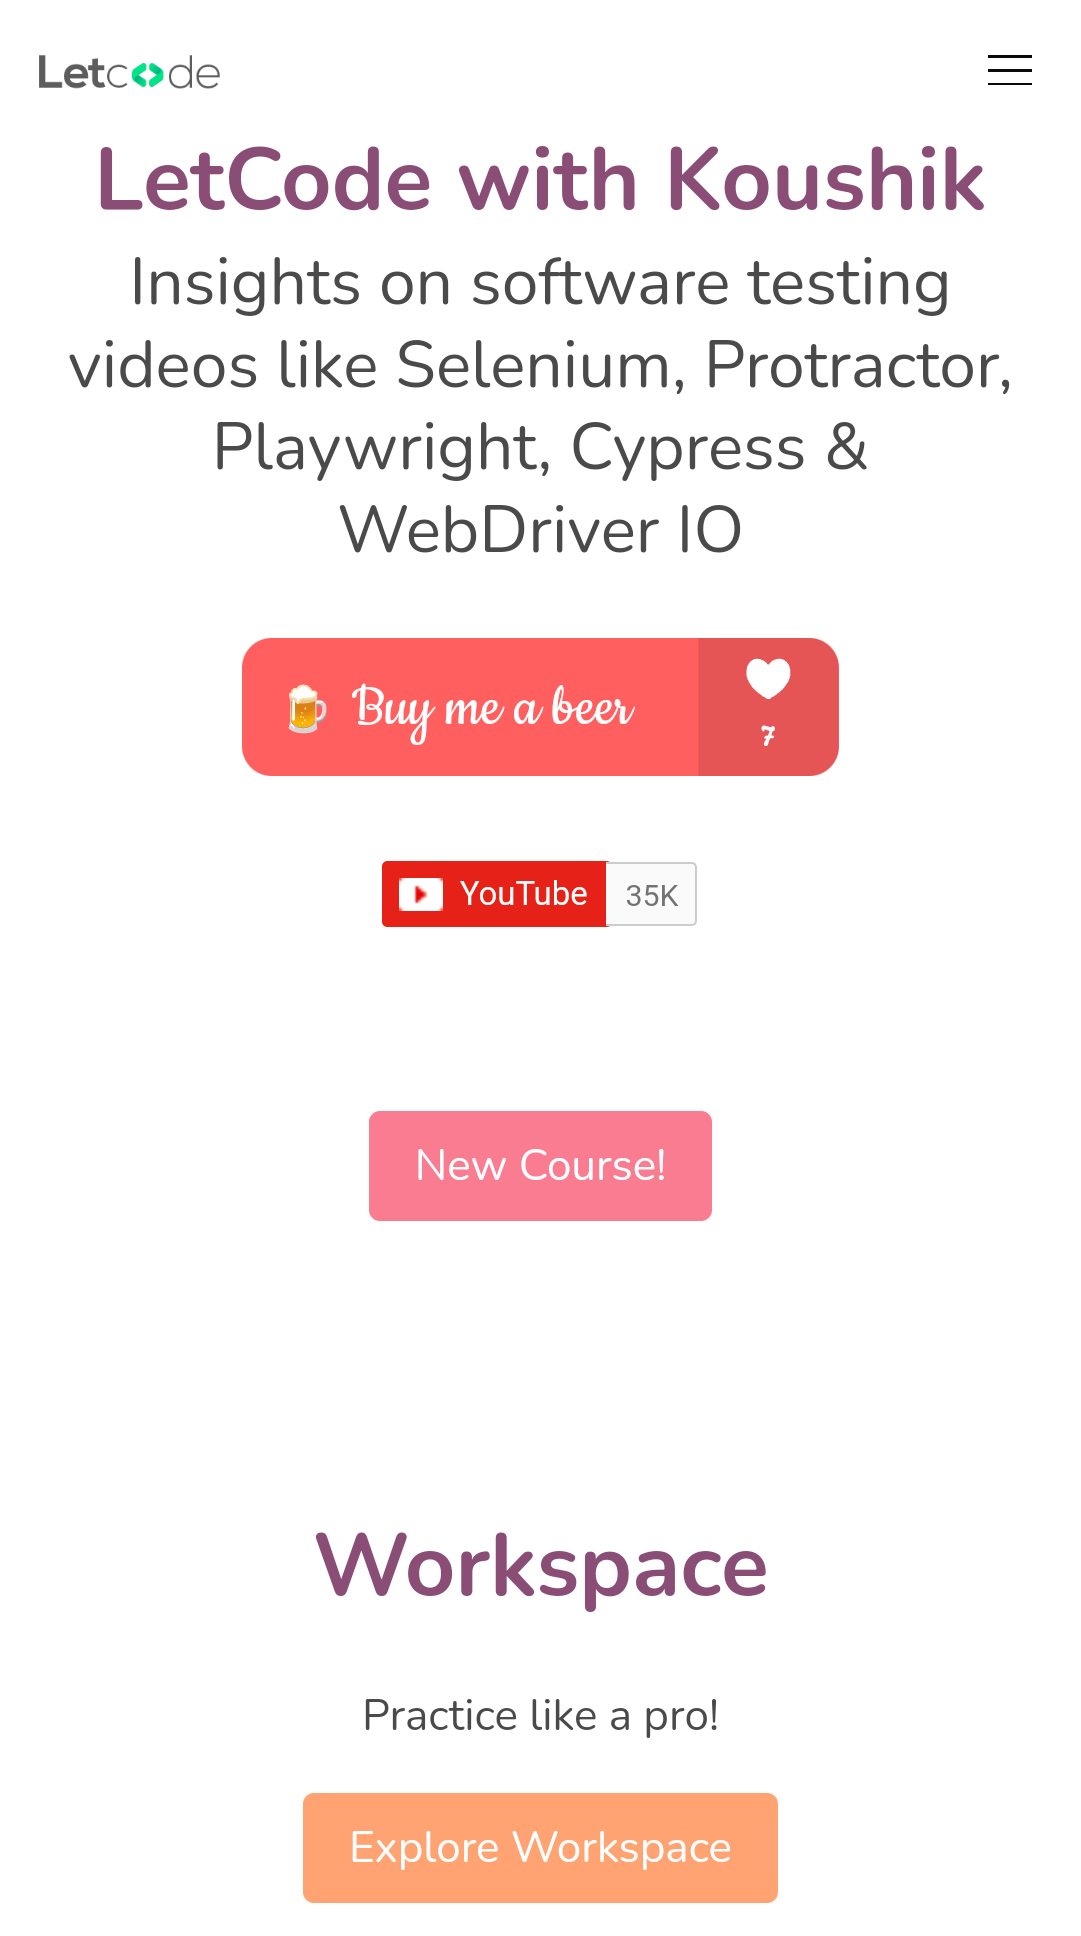 Letcode
LetCode with Koushik
Insights on software testing
videos like Selenium, Protractor,
Playwright, Cypress &
WebDriver IO
Buy me a beer
7
YouTube 35K
New Course!
Workspace
Practice like a pro!
Explore Workspace